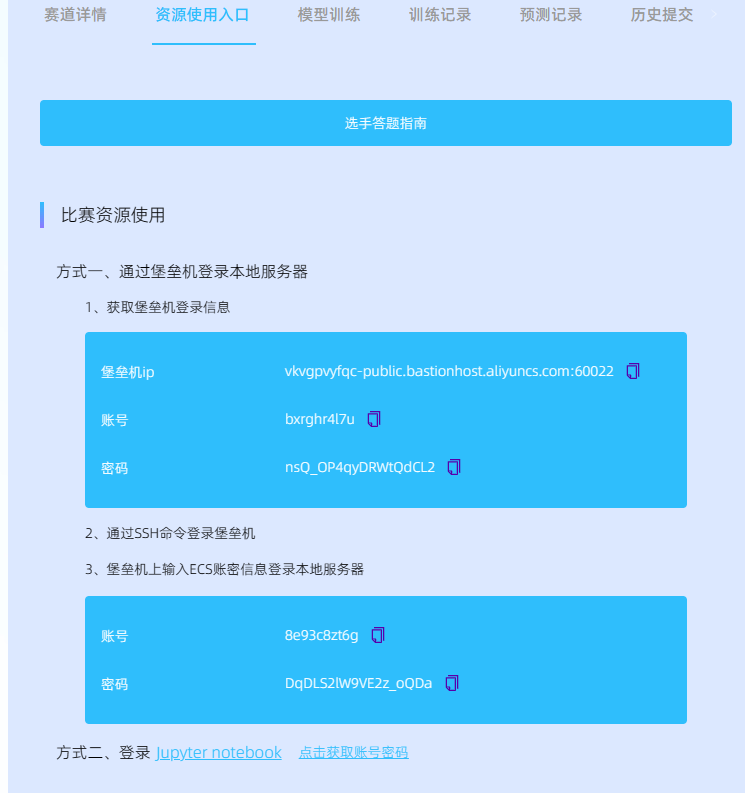 赛道详情 资源使用入口 模型训练 训练记录 预测记录 历史提交
选手答题指南
比赛资源使用
方式一、通过堡垒机登录本地服务器
1、获取堡垒机登录信息
堡垒机ip vkvgpvyfqc-public.bastionhost.aliyuncs.com:60022
账号 bxrghr4l7u
密码 nsQ_OP4qyDRWtQdCL2
2、通过SSH命令登录堡垒机
3、堡垒机上输入ECS账密信息登录本地服务器
账号 8e93c8zt6g
密码 DqDLS2lW9VE2z_oQDa
方式二、登录 Jupyter notebook 点击获取账号密码